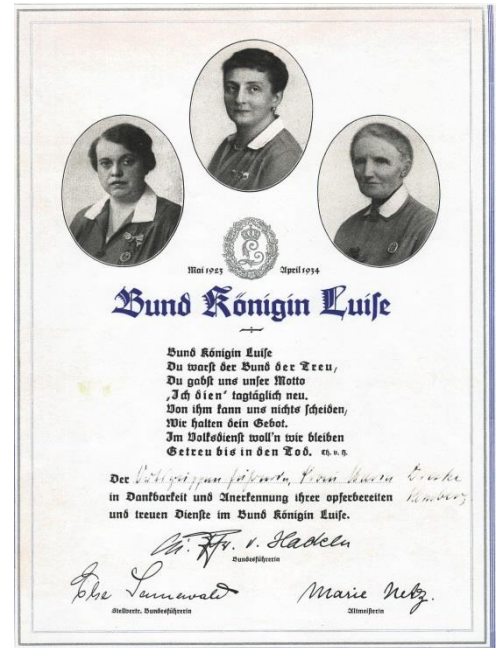 Mai 1923 April 1934
Bund Königin Luise
Bund Königin Luise
Du warst der Bund der Treu,
Du gabst uns unser Motto
„Ich dien“ tagtäglich neu.
Von ihm kann uns nichts scheiden,
Wir halten dein Gebot.
Im Volksdienst woll'n wir bleiben
Getreu bis in den Tod. Ch. v. H.
Der
in Dankbarkeit und Anerkennung ihrer opferbereiten
und treuen Dienste im Bund Königin Luise.
v. Hadeln
Bundesführerin
Else Sennewald Marie Netz.
Stellvertr. Bundesführerin Altmeisterin